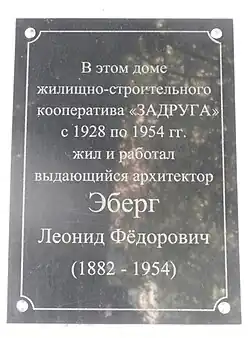 В этом доме
жилищно-строительного
кооператива «ЗАДРУГА»
с 1928 по 1954 гг.
жил и работал
выдающийся архитектор
Эберг
Леонид Фёдорович
(1882 - 1954)